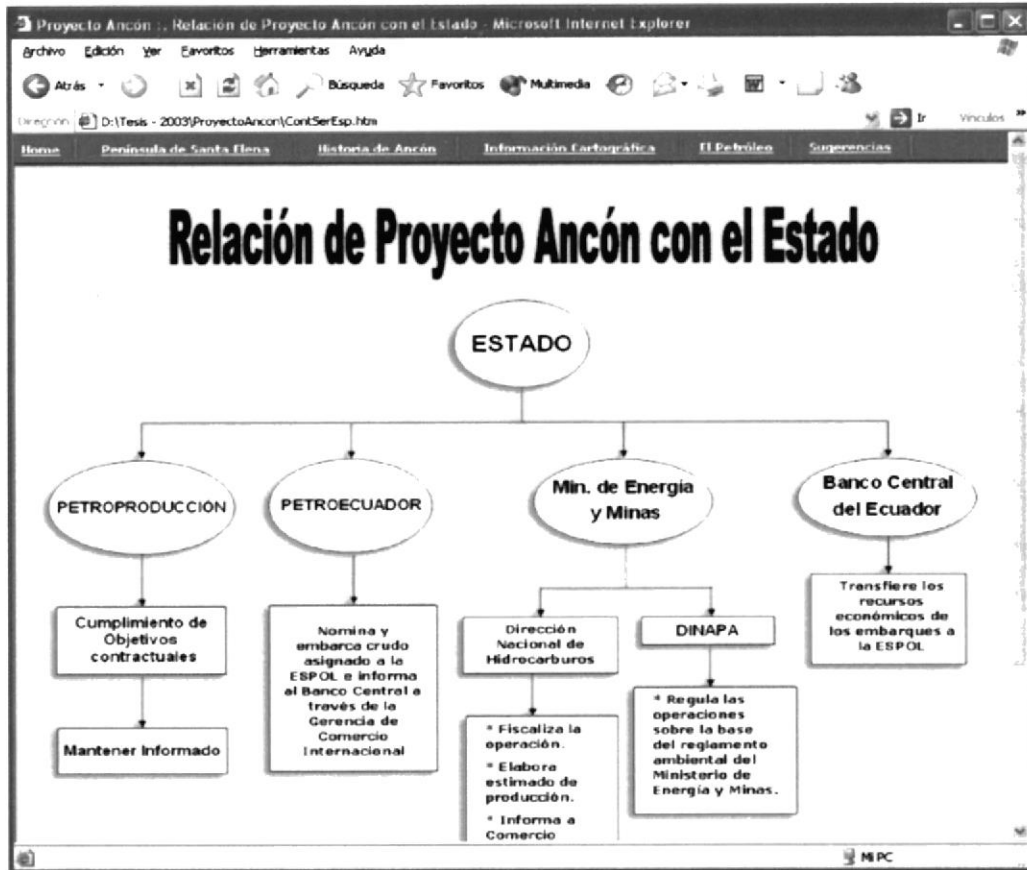 Proyecto Ancón :. Relación de Proyecto Ancón con el Estado - Microsoft Internet Explorer
Archivo Edición Ver Favoritos Herramientas Ayuda
Atrás Búsqueda Favoritos Multimedia
Dirección D:\Tesis - 2003\ProyectoAncon\ContSerEsp.htm Ir Vínculos »
Home Península de Santa Elena Historia de Ancón Información Cartográfica El Petróleo Sugerencias
Relación de Proyecto Ancón con el Estado
ESTADO
PETROPRODUCCIÓN
PETROECUADOR
Min. de Energía
y Minas
Banco Central
del Ecuador
Cumplimiento de
Objetivos
contractuales
Mantener Informado
Nomina y
embarca crudo
asignado a la
ESPOL e informa
al Banco Central a
través de la
Gerencia de
Comercio
Internacional
Dirección
Nacional de
Hidrocarburos
* Fiscaliza la
operación.
* Elabora
estimado de
producción.
* Informa a
Comercio
DINAPA
* Regula las
operaciones
sobre la base
del reglamento
ambiental del
Ministerio de
Energía y Minas.
Transfiere los
recursos
económicos de
los embarques a
la ESPOL
Mi PC